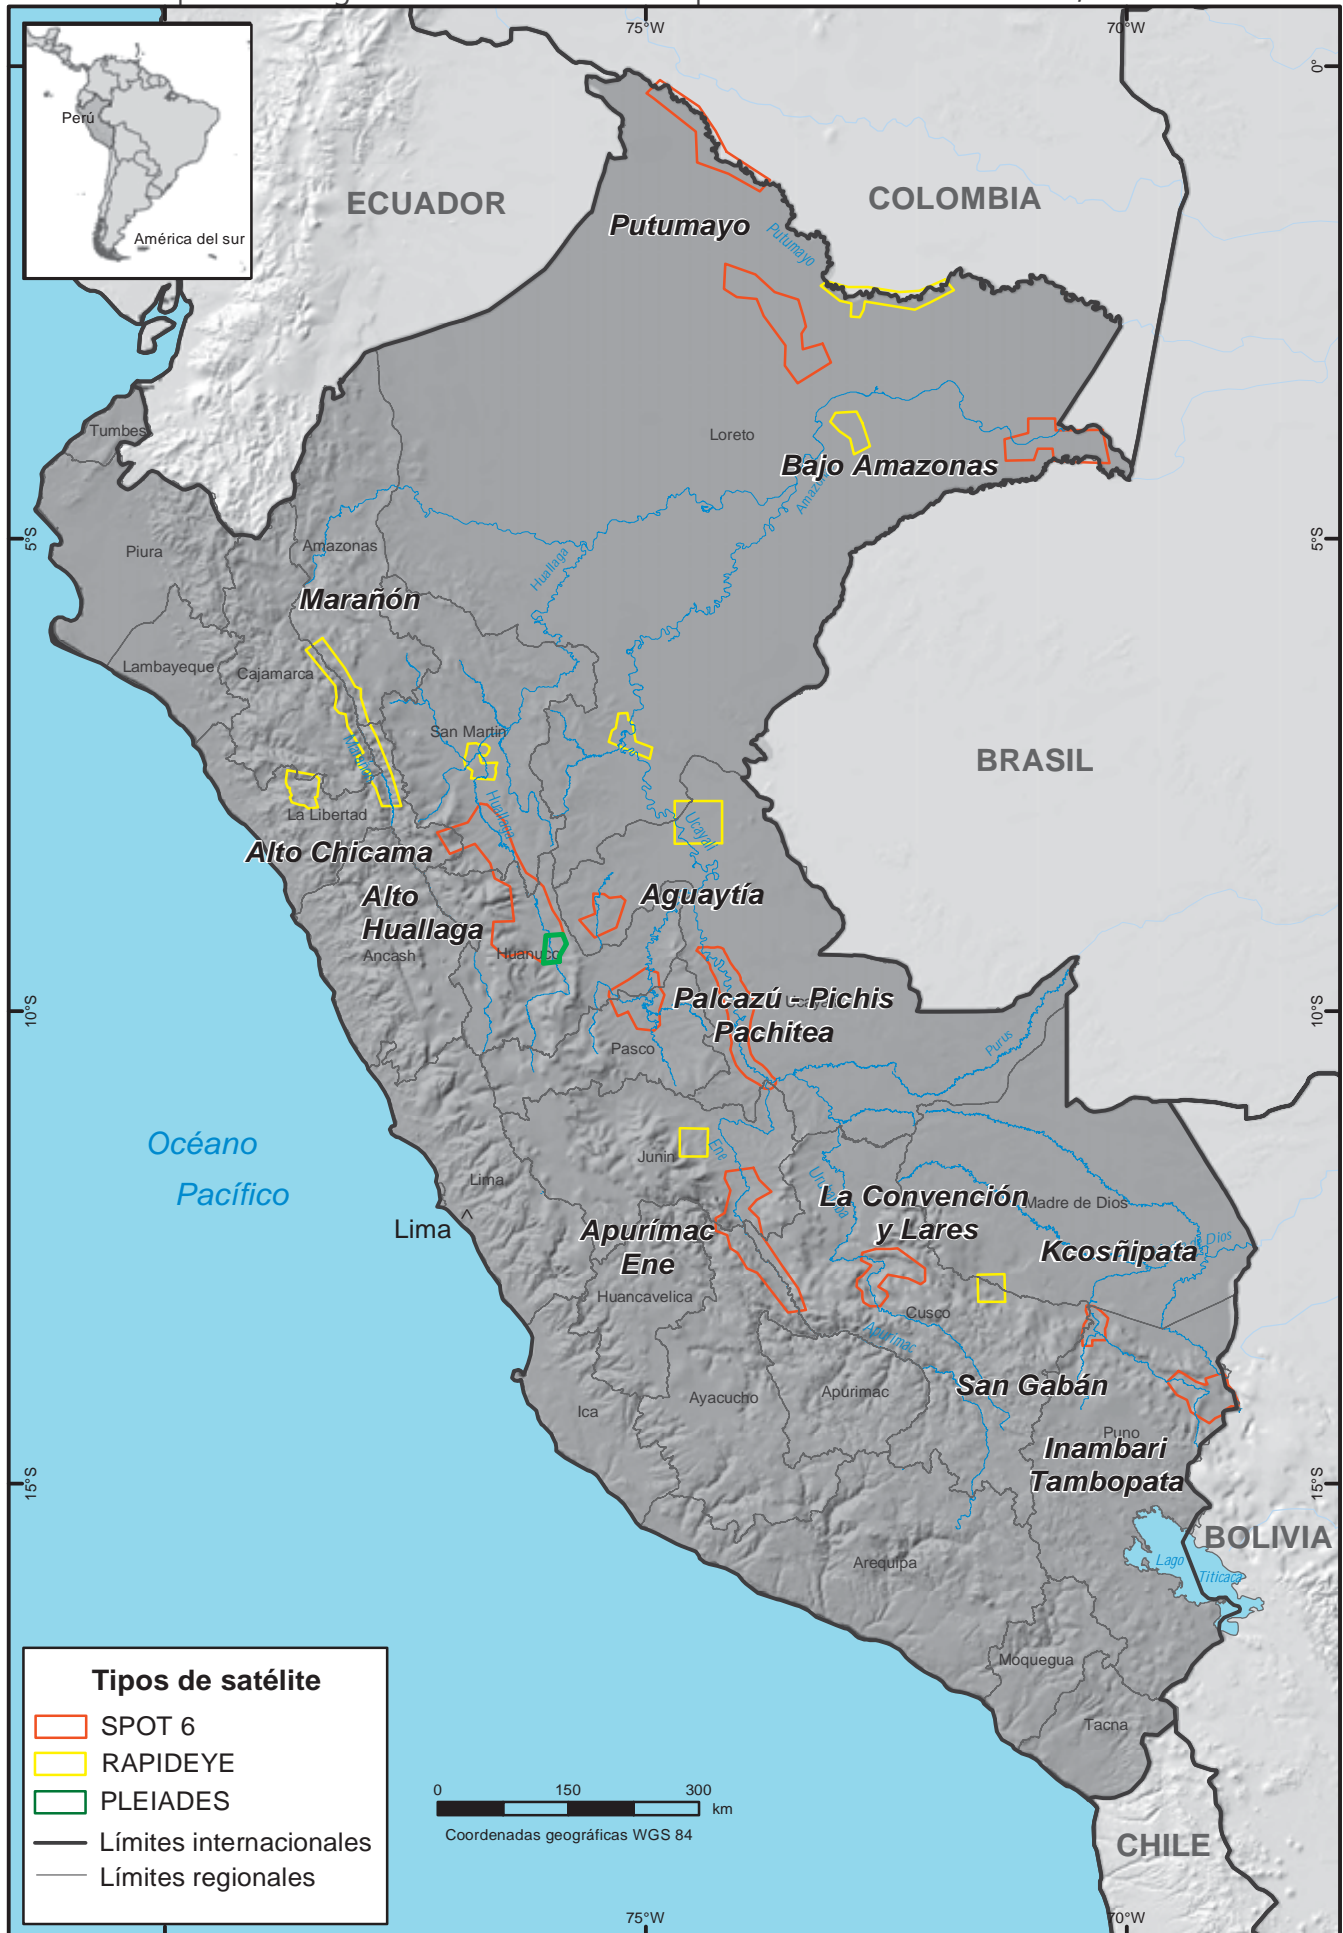 75°W
70°W
0°
Perú
América del sur
ECUADOR
COLOMBIA
Putumayo
Putumayo
Tumbes
Loreto
Bajo Amazonas
5°S
5°S
Piura
Amazonas
Huallaga
Marañón
Lambayeque
Cajamarca
San Martin
BRASIL
La Libertad
Huallaga
Ucayali
Alto Chicama
Alto
Huallaga
Aguaytía
Ancash
Huanuco
10°S
10°S
Palcazú - Pichis
Pachitea
Pasco
Purus
Océano
Pacífico
Junin
Ene
Lima
Lima
Urubamba
La Convención
y Lares
Madre de Dios
Kcosñipata
Dios
Apurímac
Ene
Huancavelica
Cusco
Apurimac
San Gabán
Ica
Ayacucho
Apurimac
Puno
Inambari
Tambopata
15°S
15°S
BOLIVIA
Lago
Titicaca
Arequipa
Moquegua
Tacna
CHILE
Tipos de satélite
SPOT 6
RAPIDEYE
PLEIADES
Límites internacionales
Límites regionales
0 150 300
km
Coordenadas geográficas WGS 84
75°W
70°W